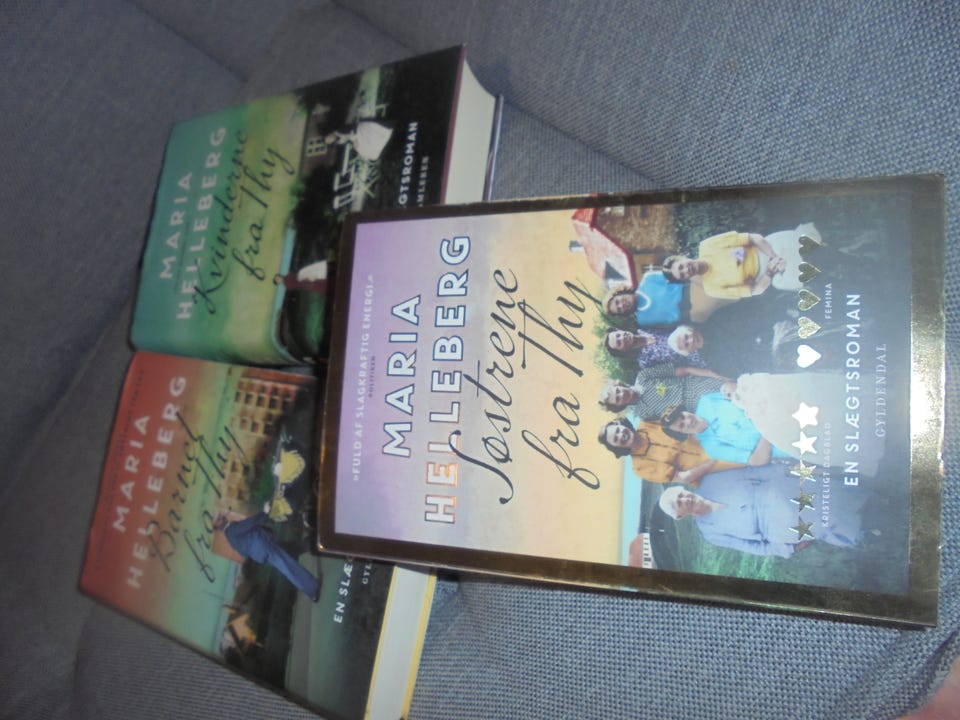 MARIA
HELLEBERG
Kvinderne
fra Thy
GTSROMAN
MARIA
HELLEBERG
Barnet
fra Thy
EN SLÆ
GYL
»FULD AF SLAGKRAFTIG ENERGI.«
POLITIKEN
MARIA
HELLEBERG
Søstrene
fra Thy
KRISTELIGT DAGBLAD
FEMINA
EN SLÆGTSROMAN
GYLDENDAL